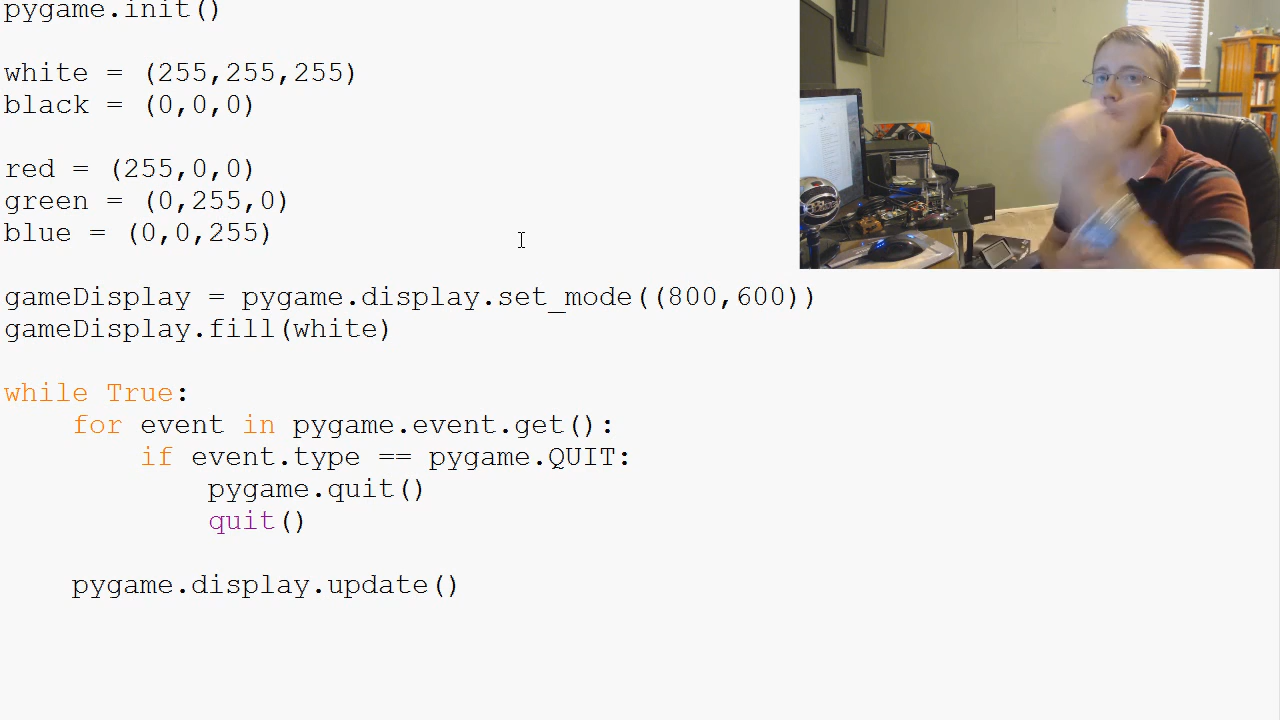 pygame.init()
white = (255,255,255)
black = (0,0,0)
red = (255,0,0)
green = (0,255,0)
blue = (0,0,255)
gameDisplay = pygame.display.set_mode((800,600))
gameDisplay.fill(white)
while True:
    for event in pygame.event.get():
        if event.type == pygame.QUIT:
            pygame.quit()
            quit()
    pygame.display.update()